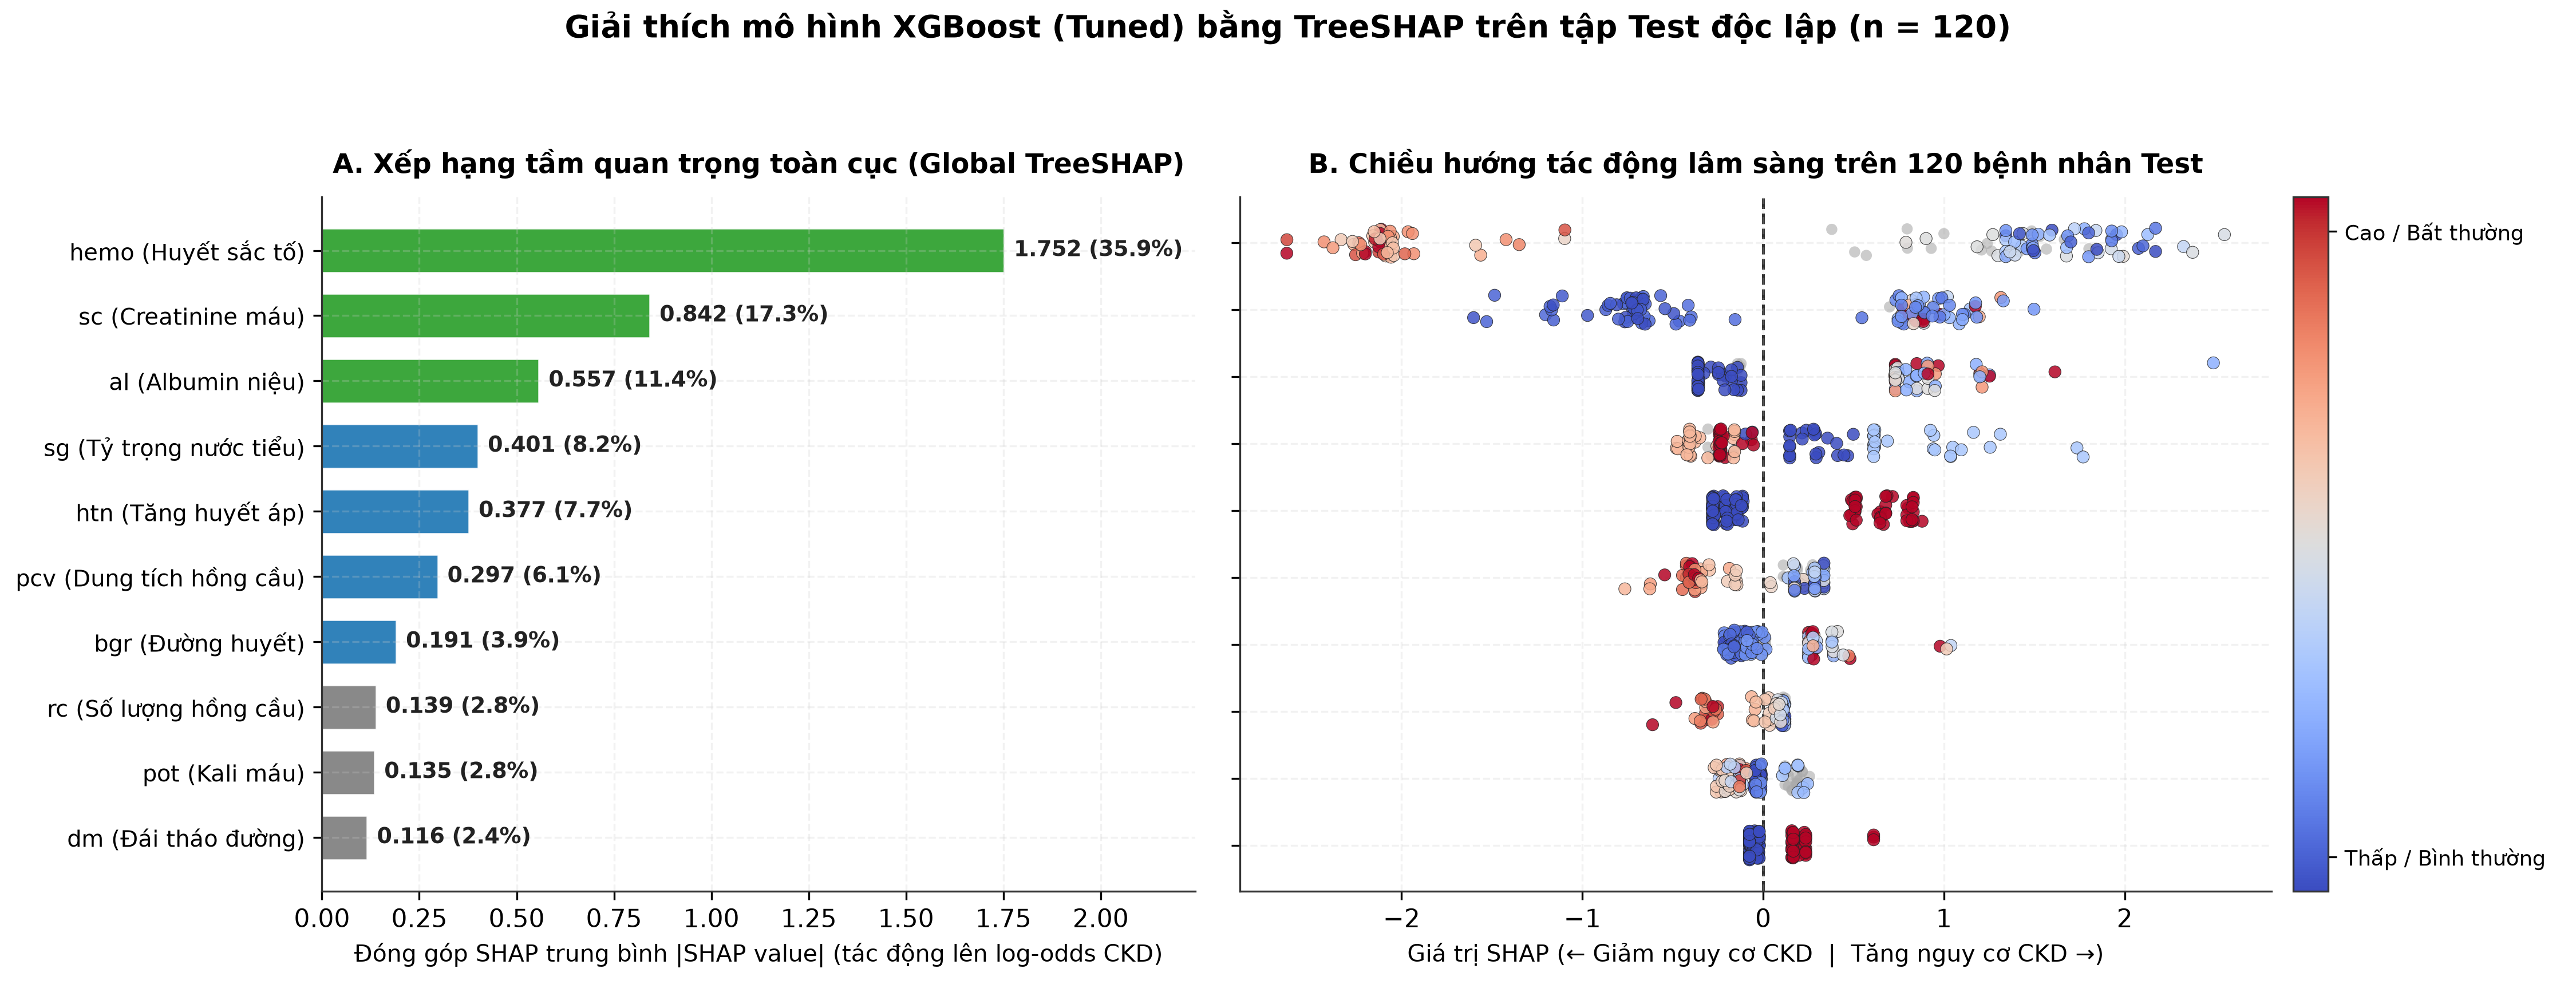 Giải thích mô hình XGBoost (Tuned) bằng TreeSHAP trên tập Test độc lập (n = 120)
A. Xếp hạng tầm quan trọng toàn cục (Global TreeSHAP)
hemo (Huyết sắc tố)
1.752 (35.9%)
sc (Creatinine máu)
0.842 (17.3%)
al (Albumin niệu)
0.557 (11.4%)
sg (Tỷ trọng nước tiểu)
0.401 (8.2%)
htn (Tăng huyết áp)
0.377 (7.7%)
pcv (Dung tích hồng cầu)
0.297 (6.1%)
bgr (Đường huyết)
0.191 (3.9%)
rc (Số lượng hồng cầu)
0.139 (2.8%)
pot (Kali máu)
0.135 (2.8%)
dm (Đái tháo đường)
0.116 (2.4%)
0.00 0.25 0.50 0.75 1.00 1.25 1.50 1.75 2.00
Đóng góp SHAP trung bình |SHAP value| (tác động lên log-odds CKD)
B. Chiều hướng tác động lâm sàng trên 120 bệnh nhân Test
−2 −1 0 1 2
Giá trị SHAP (← Giảm nguy cơ CKD | Tăng nguy cơ CKD →)
Cao / Bất thường
Thấp / Bình thường